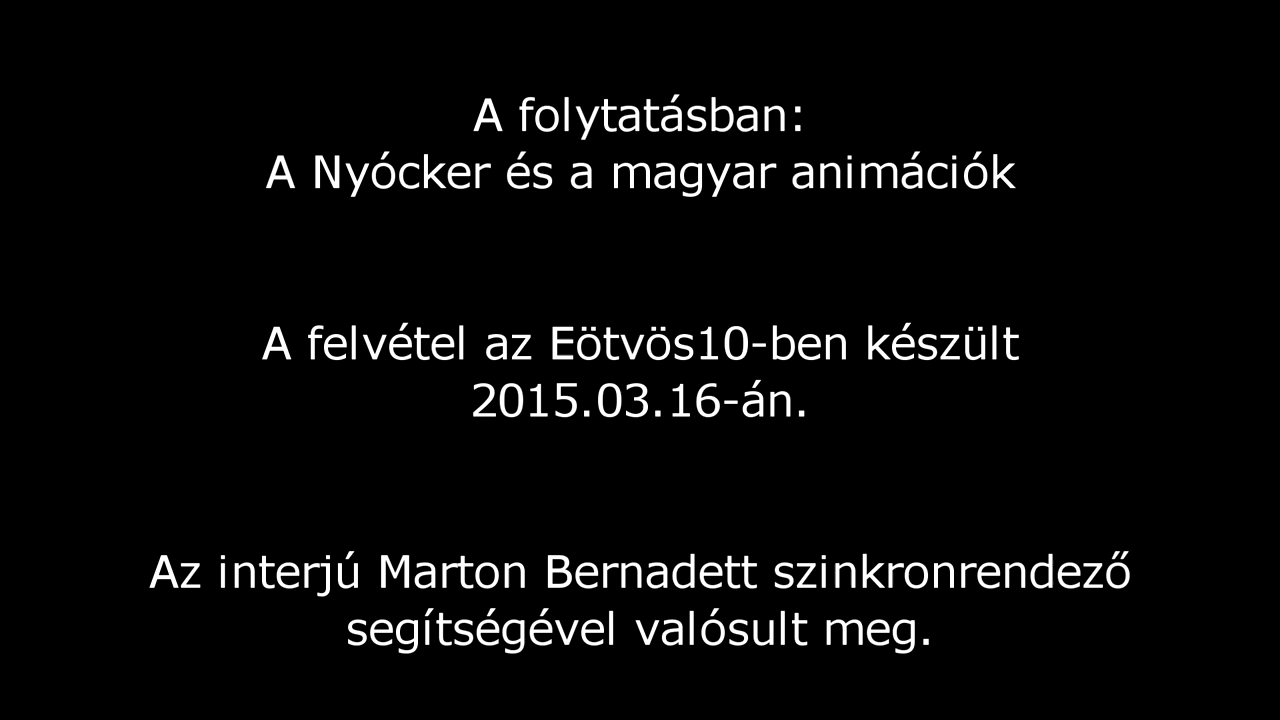 A folytatásban:
A Nyócker és a magyar animációk
A felvétel az Eötvös10-ben készült
2015.03.16-án.
Az interjú Marton Bernadett szinkronrendező
segítségével valósult meg.